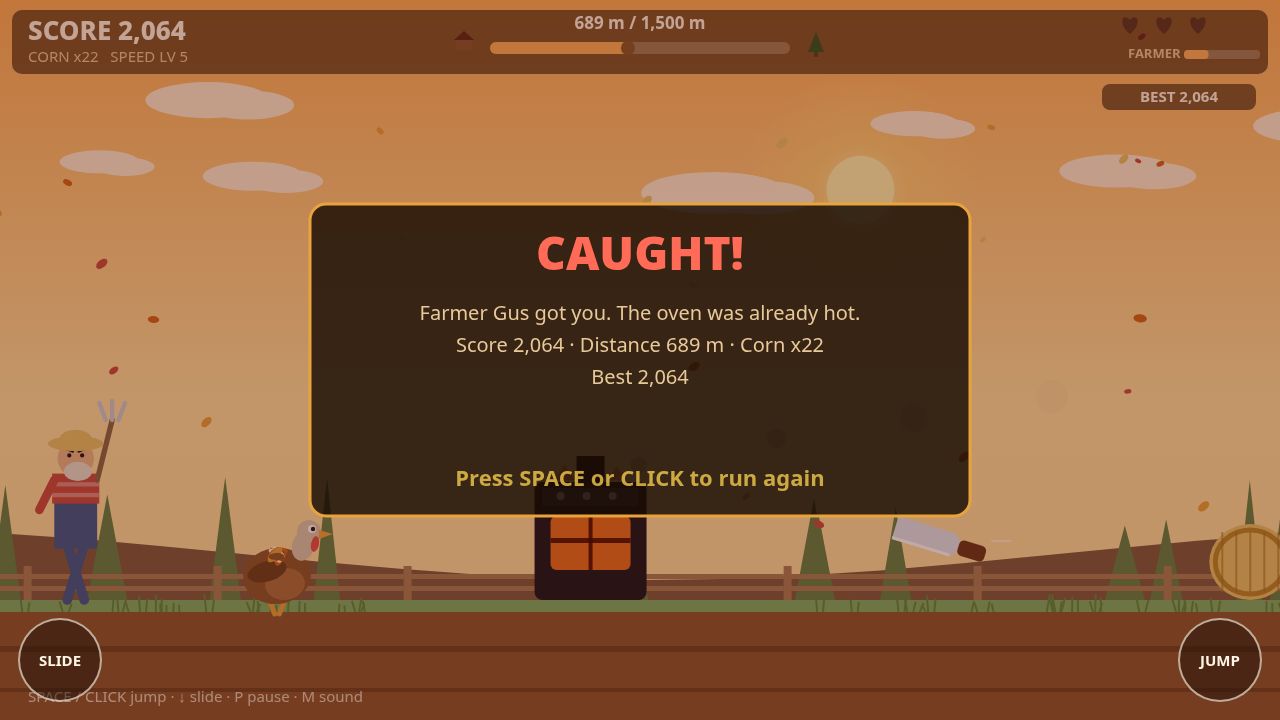 SCORE 2,064
CORN x22 SPEED LV 5
689 m / 1,500 m
FARMER
BEST 2,064
CAUGHT!
Farmer Gus got you. The oven was already hot.
Score 2,064 · Distance 689 m · Corn x22
Best 2,064
Press SPACE or CLICK to run again
SLIDE
JUMP
SPACE / CLICK jump · ↓ slide · P pause · M sound